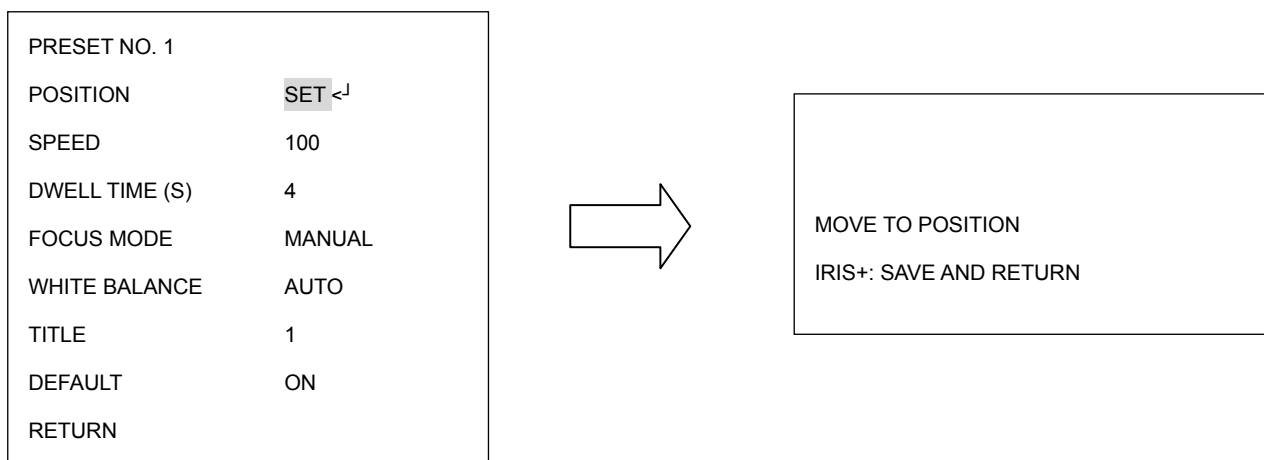 PRESET NO. 1
POSITION SET <┘
SPEED 100
DWELL TIME (S) 4
FOCUS MODE MANUAL
WHITE BALANCE AUTO
TITLE 1
DEFAULT ON
RETURN
MOVE TO POSITION
IRIS+: SAVE AND RETURN